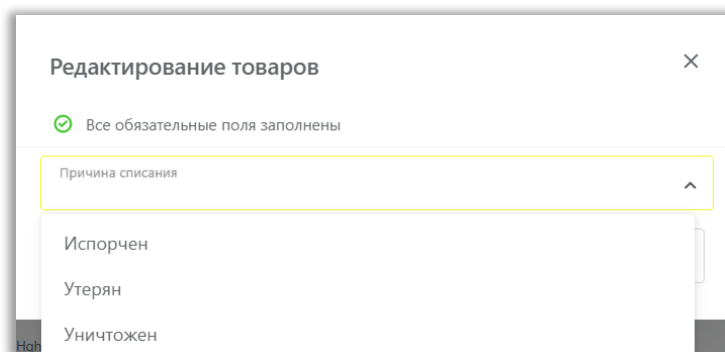 Редактирование товаров
Все обязательные поля заполнены
Причина списания
Испорчен
Утерян
Уничтожен